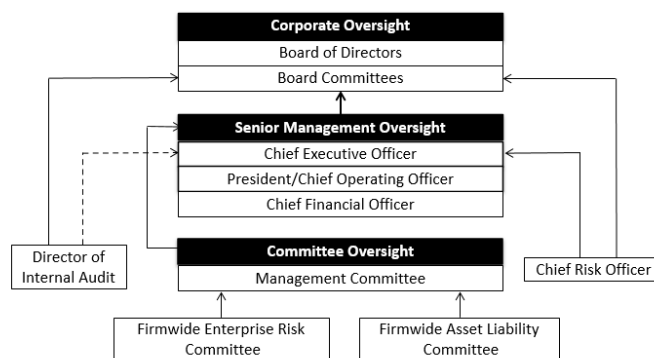 Corporate Oversight
Board of Directors
Board Committees
Senior Management Oversight
Chief Executive Officer
President/Chief Operating Officer
Chief Financial Officer
Director of
Internal Audit
Committee Oversight
Management Committee
Chief Risk Officer
Firmwide Enterprise Risk
Committee
Firmwide Asset Liability
Committee